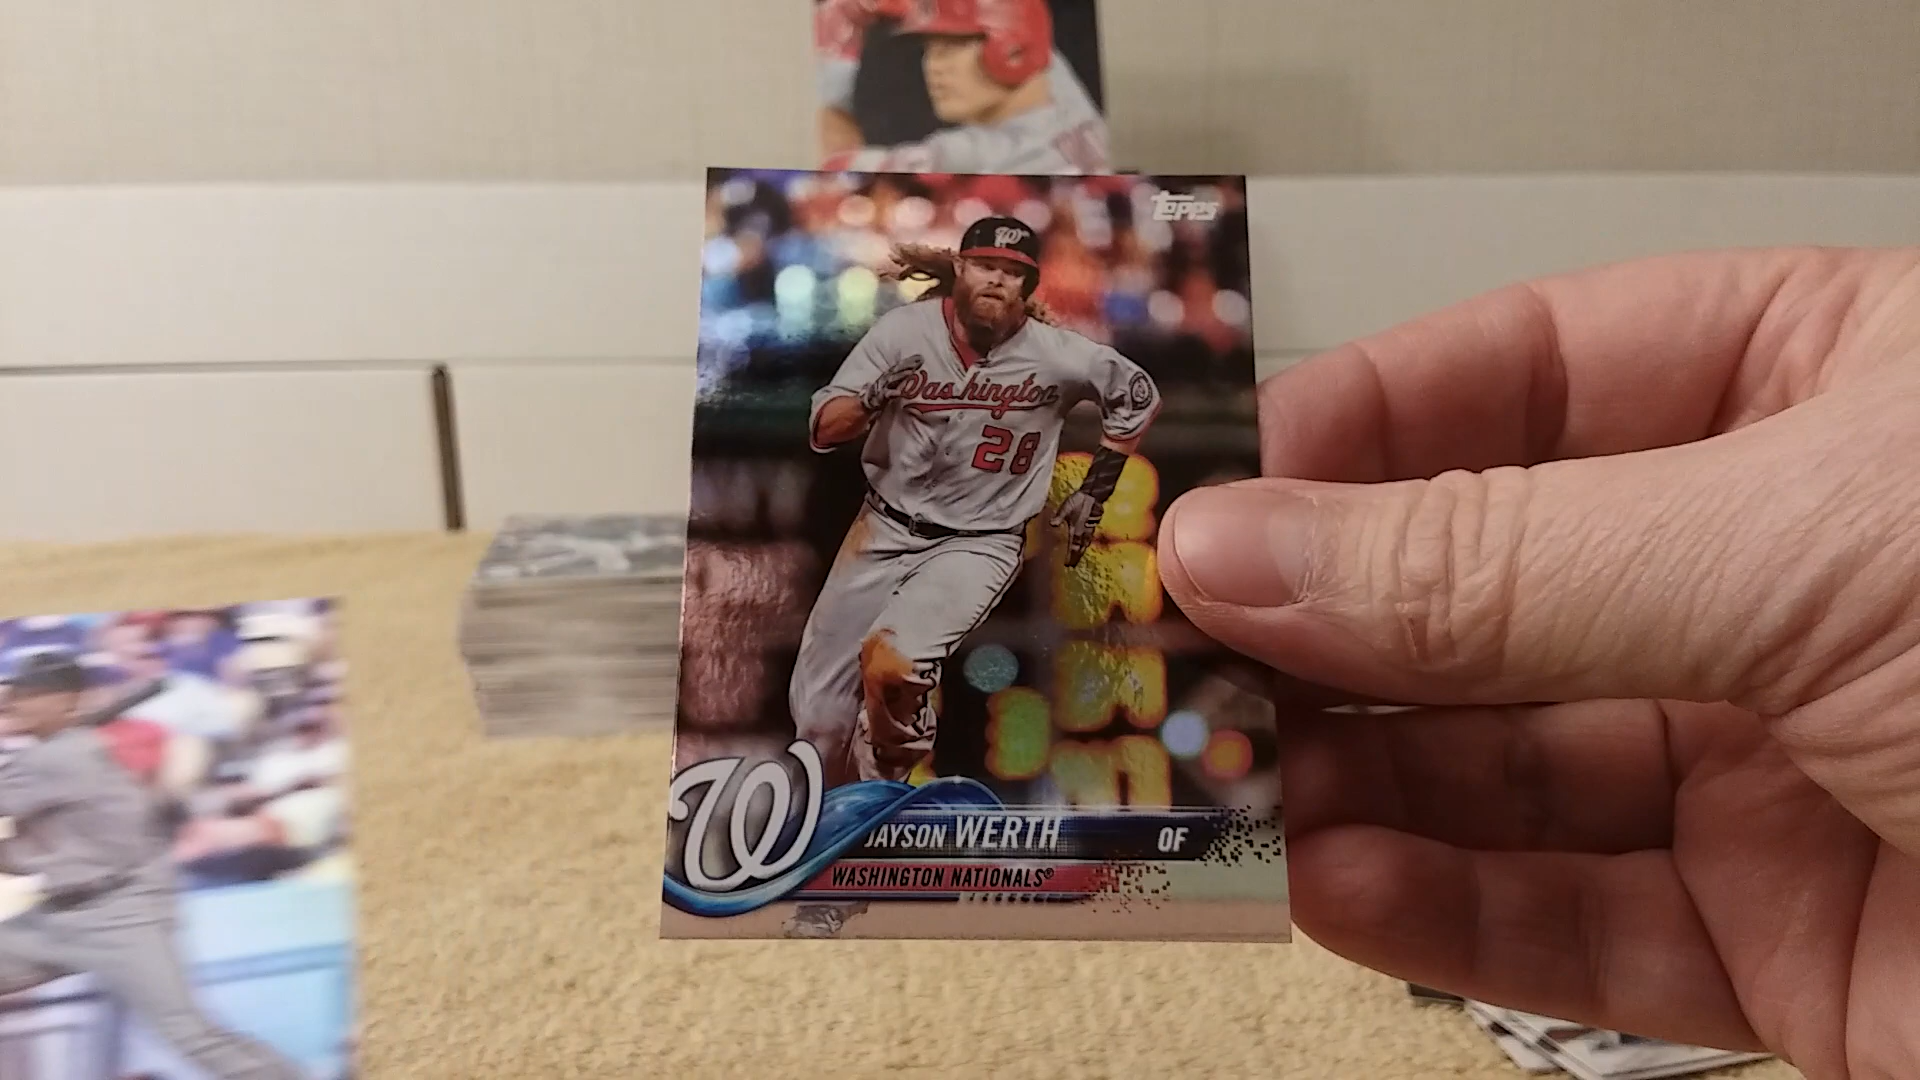 Topps
W
Washington
28
W
JAYSON WERTH OF
WASHINGTON NATIONALS®